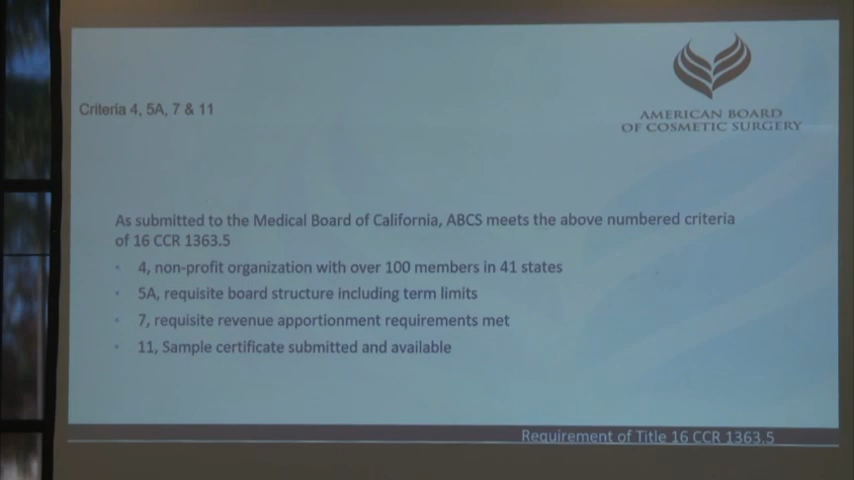 AMERICAN BOARD
OF COSMETIC SURGERY
Criteria 4, 5A, 7 & 11
As submitted to the Medical Board of California, ABCS meets the above numbered criteria
of 16 CCR 1363.5
• 4, non-profit organization with over 100 members in 41 states
• 5A, requisite board structure including term limits
• 7, requisite revenue apportionment requirements met
• 11, Sample certificate submitted and available
Requirement of Title 16 CCR 1363.5